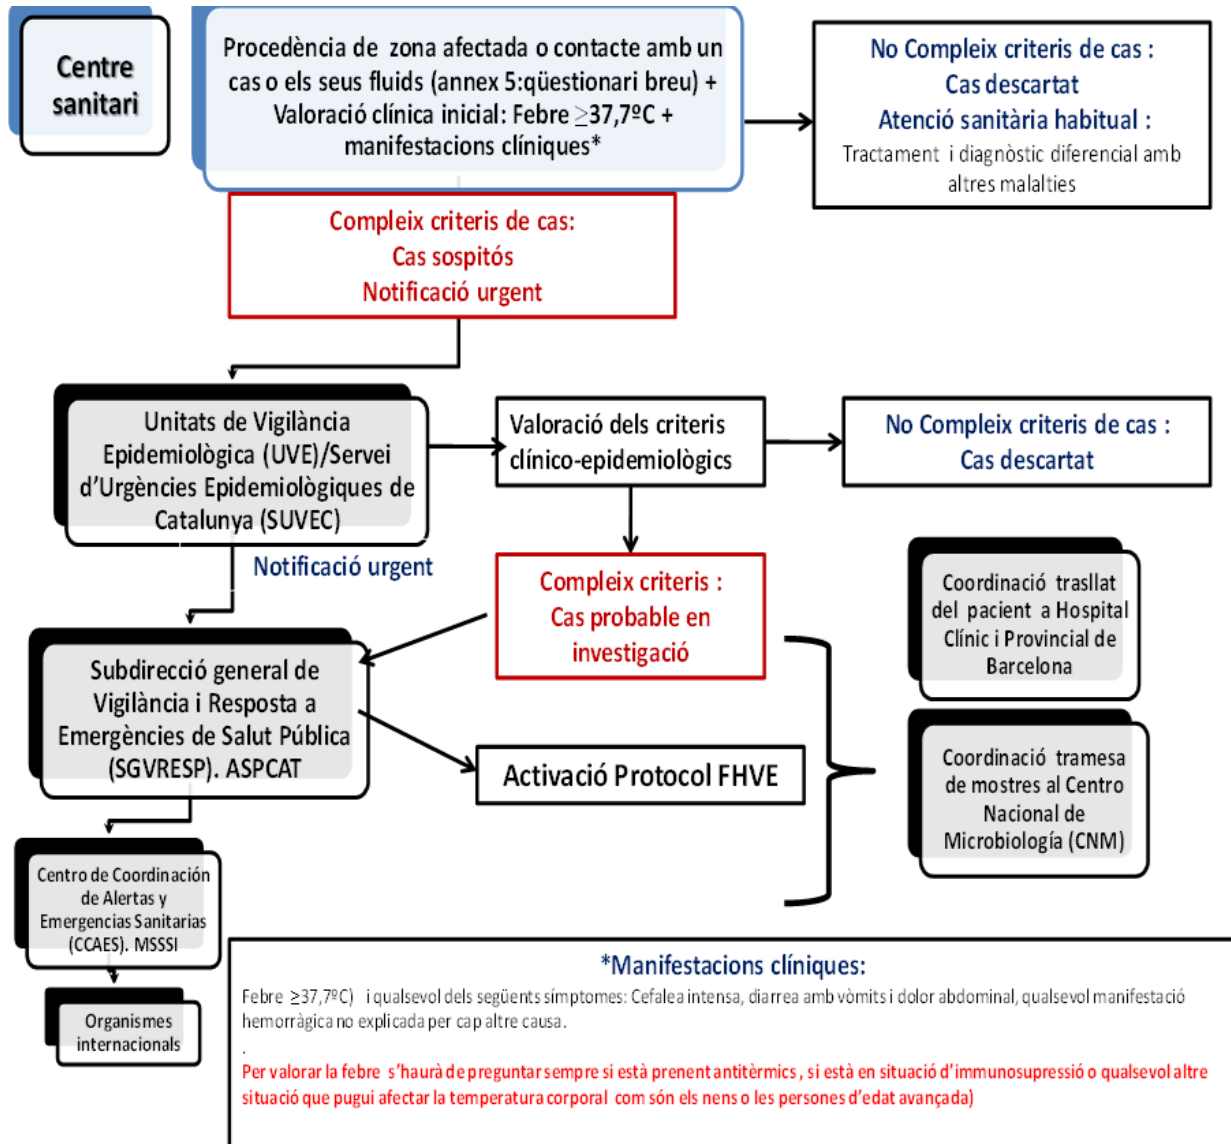 Centre
sanitari
Procedència de zona afectada o contacte amb un
cas o els seus fluids (annex 5:qüestionari breu) +
Valoració clínica inicial: Febre ≥37,7ºC +
manifestacions clíniques*
No Compleix criteris de cas :
Cas descartat
Atenció sanitària habitual :
Tractament i diagnòstic diferencial amb
altres malalties
Compleix criteris de cas:
Cas sospitós
Notificació urgent
Unitats de Vigilància
Epidemiològica (UVE)/Servei
d'Urgències Epidemiològiques de
Catalunya (SUVEC)
Valoració dels criteris
clínico-epidemiològics
No Compleix criteris de cas :
Cas descartat
Notificació urgent
Compleix criteris :
Cas probable en
investigació
Coordinació trasllat
del pacient a Hospital
Clínic i Provincial de
Barcelona
Subdirecció general de
Vigilància i Resposta a
Emergències de Salut Pública
(SGVRESP). ASPCAT
Activació Protocol FHVE
Coordinació tramesa
de mostres al Centro
Nacional de
Microbiología (CNM)
Centro de Coordinación
de Alertas y
Emergencias Sanitarias
(CCAES). MSSSI
Organismes
internacionals
*Manifestacions clíniques:
Febre ≥37,7ºC) i qualsevol dels següents símptomes: Cefalea intensa, diarrea amb vòmits i dolor abdominal, qualsevol manifestació
hemorràgica no explicada per cap altre causa.
.
Per valorar la febre s'haurà de preguntar sempre si està prenent antitèrmics , si està en situació d'immunosupressió o qualsevol altre
situació que pugui afectar la temperatura corporal com són els nens o les persones d'edat avançada)